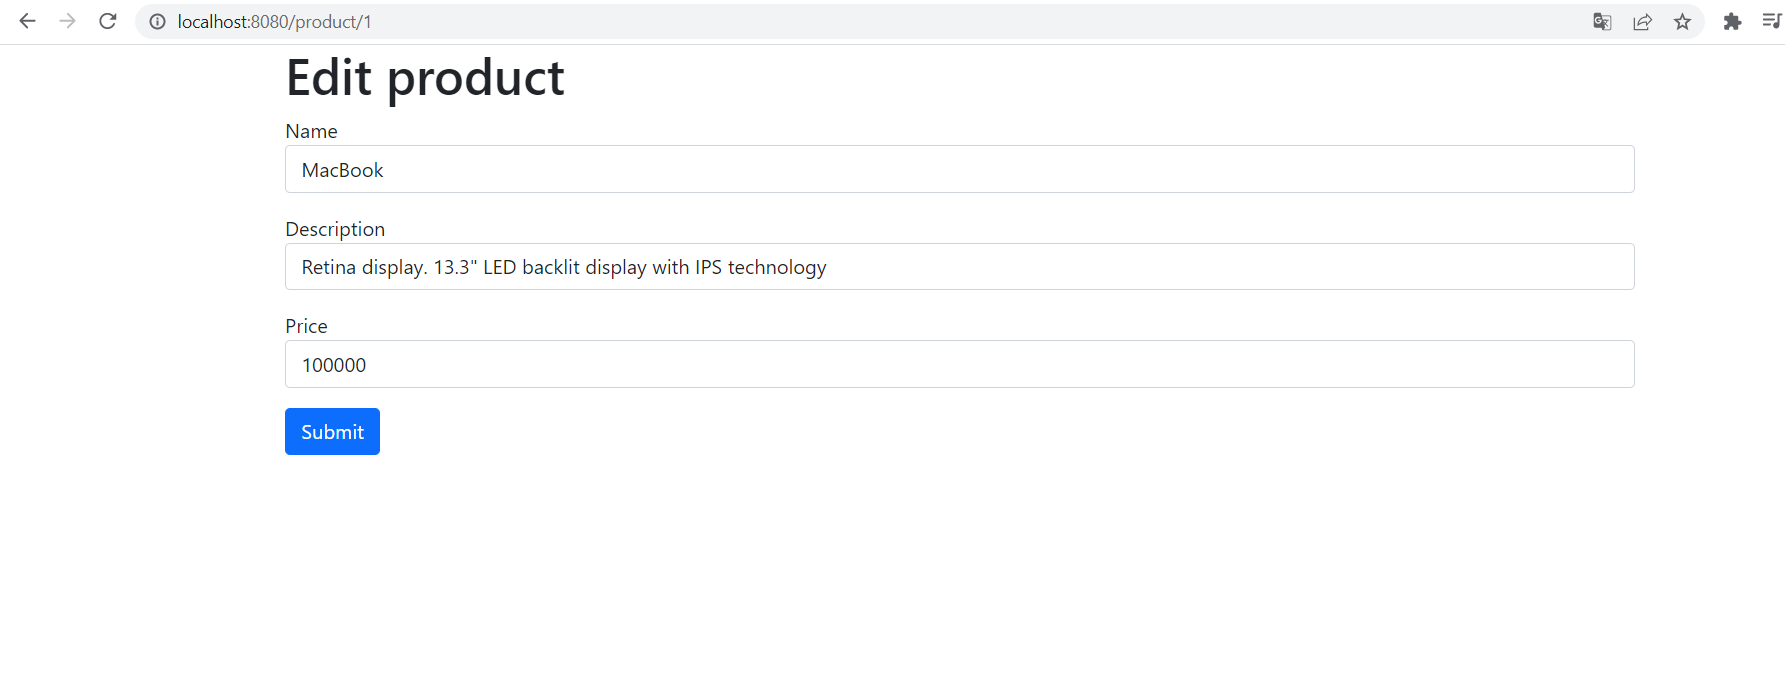 localhost:8080/product/1
Edit product
Name
MacBook
Description
Retina display. 13.3" LED backlit display with IPS technology
Price
100000
Submit